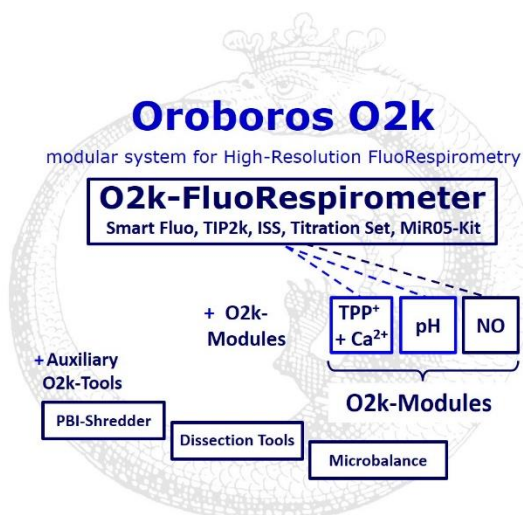 Oroboros O2k
modular system for High-Resolution FluoRespirometry
O2k-FluoRespirometer
Smart Fluo, TIP2k, ISS, Titration Set, MiR05-Kit
+ O2k-
Modules
TPP⁺
+ Ca²⁺
pH
NO
O2k-Modules
+Auxiliary
O2k-Tools
PBI-Shredder
Dissection Tools
Microbalance